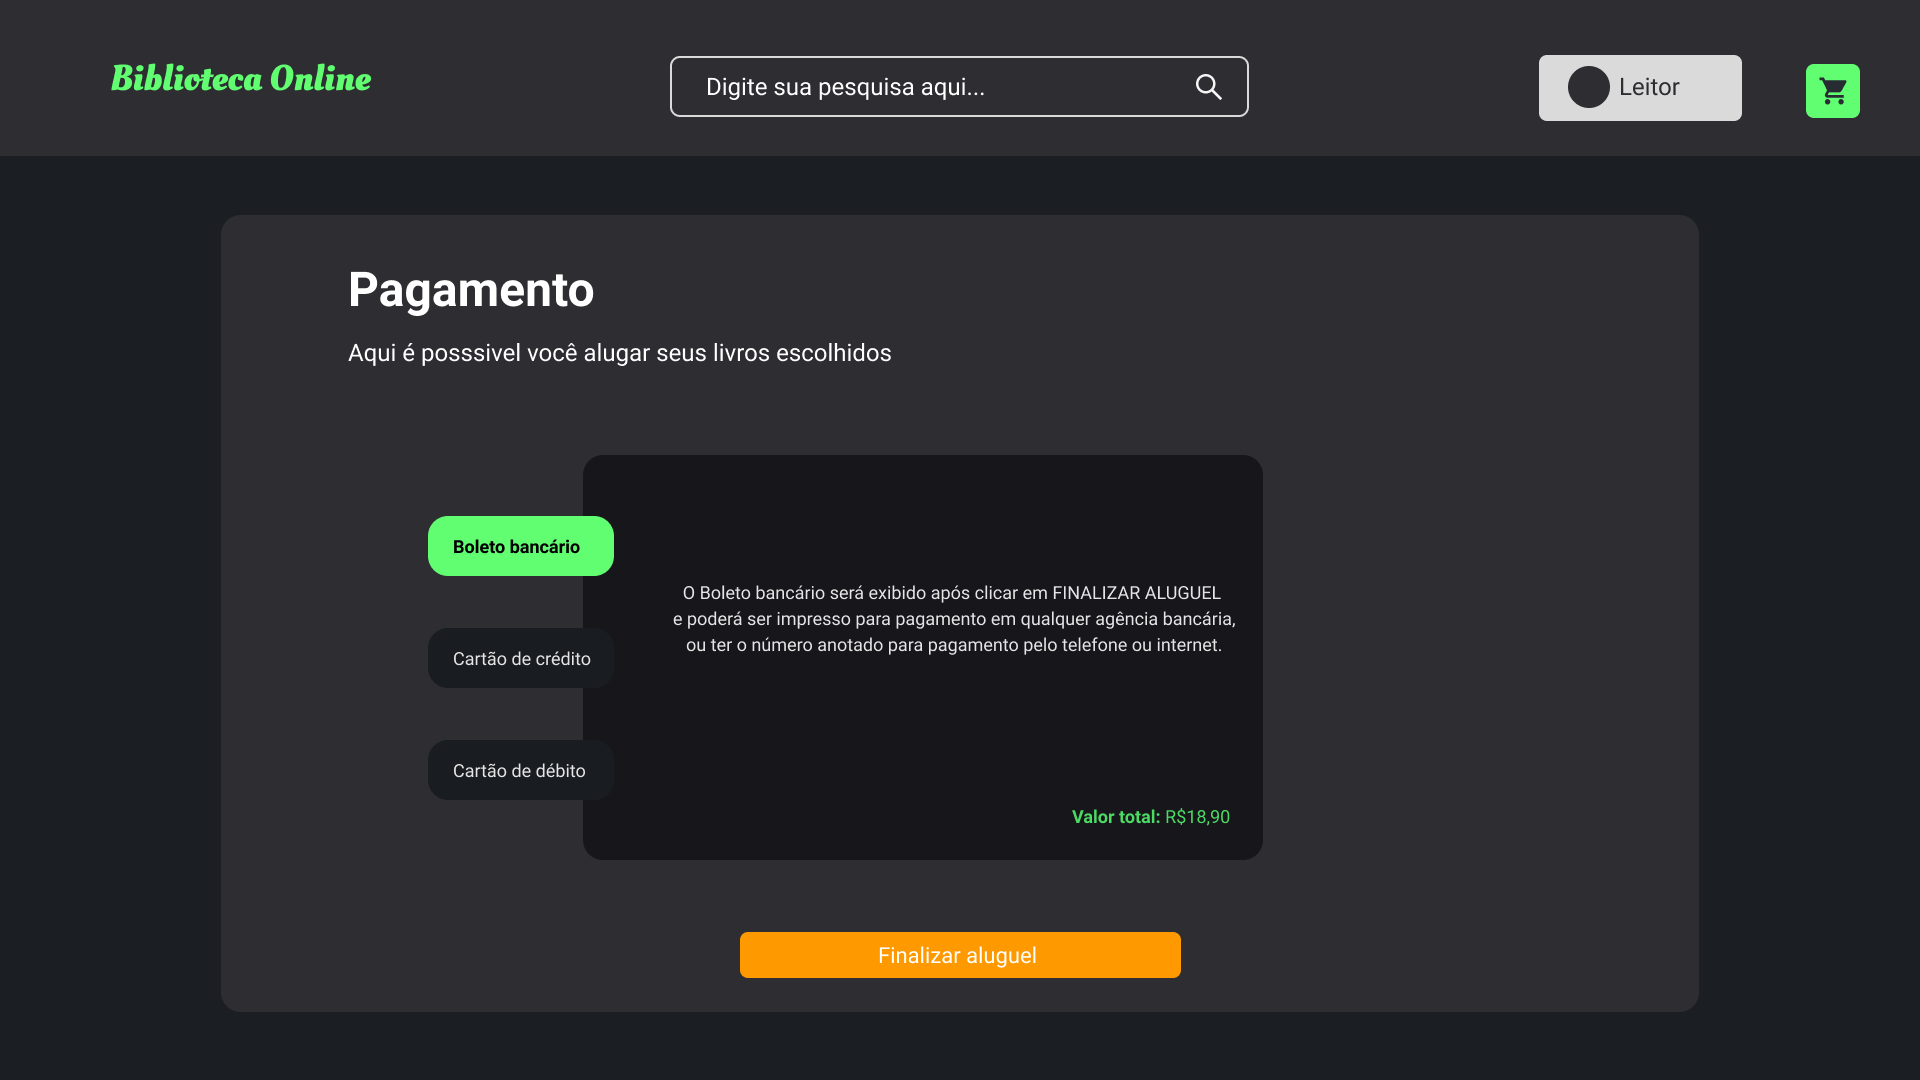 Biblioteca Online
Digite sua pesquisa aqui...
Leitor
Pagamento
Aqui é posssivel você alugar seus livros escolhidos
Boleto bancário
Cartão de crédito
Cartão de débito
O Boleto bancário será exibido após clicar em FINALIZAR ALUGUEL
e poderá ser impresso para pagamento em qualquer agência bancária,
ou ter o número anotado para pagamento pelo telefone ou internet.
Valor total: R$18,90
Finalizar aluguel